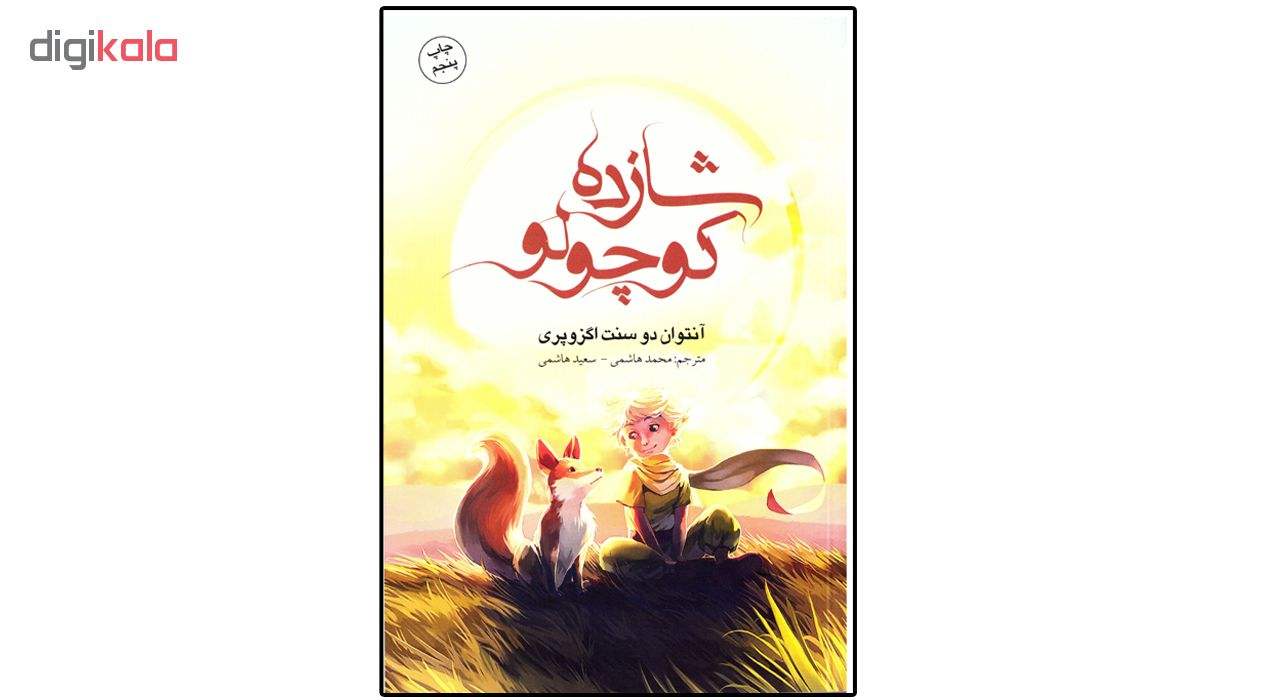 digikala
چاپ
پنجم
شازده
کوچولو
آنتوان دو سنت اگزوپری
مترجم: محمد هاشمی - سعید هاشمی